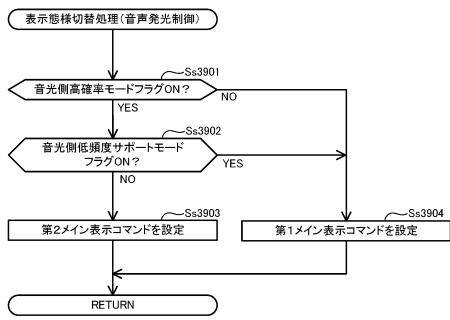 表示態様切替処理(音声発光制御)
Ss3901
音光側高確率モードフラグON?
NO
YES
Ss3902
音光側低頻度サポートモード
フラグON?
YES
NO
Ss3903
第2メイン表示コマンドを設定
Ss3904
第1メイン表示コマンドを設定
RETURN